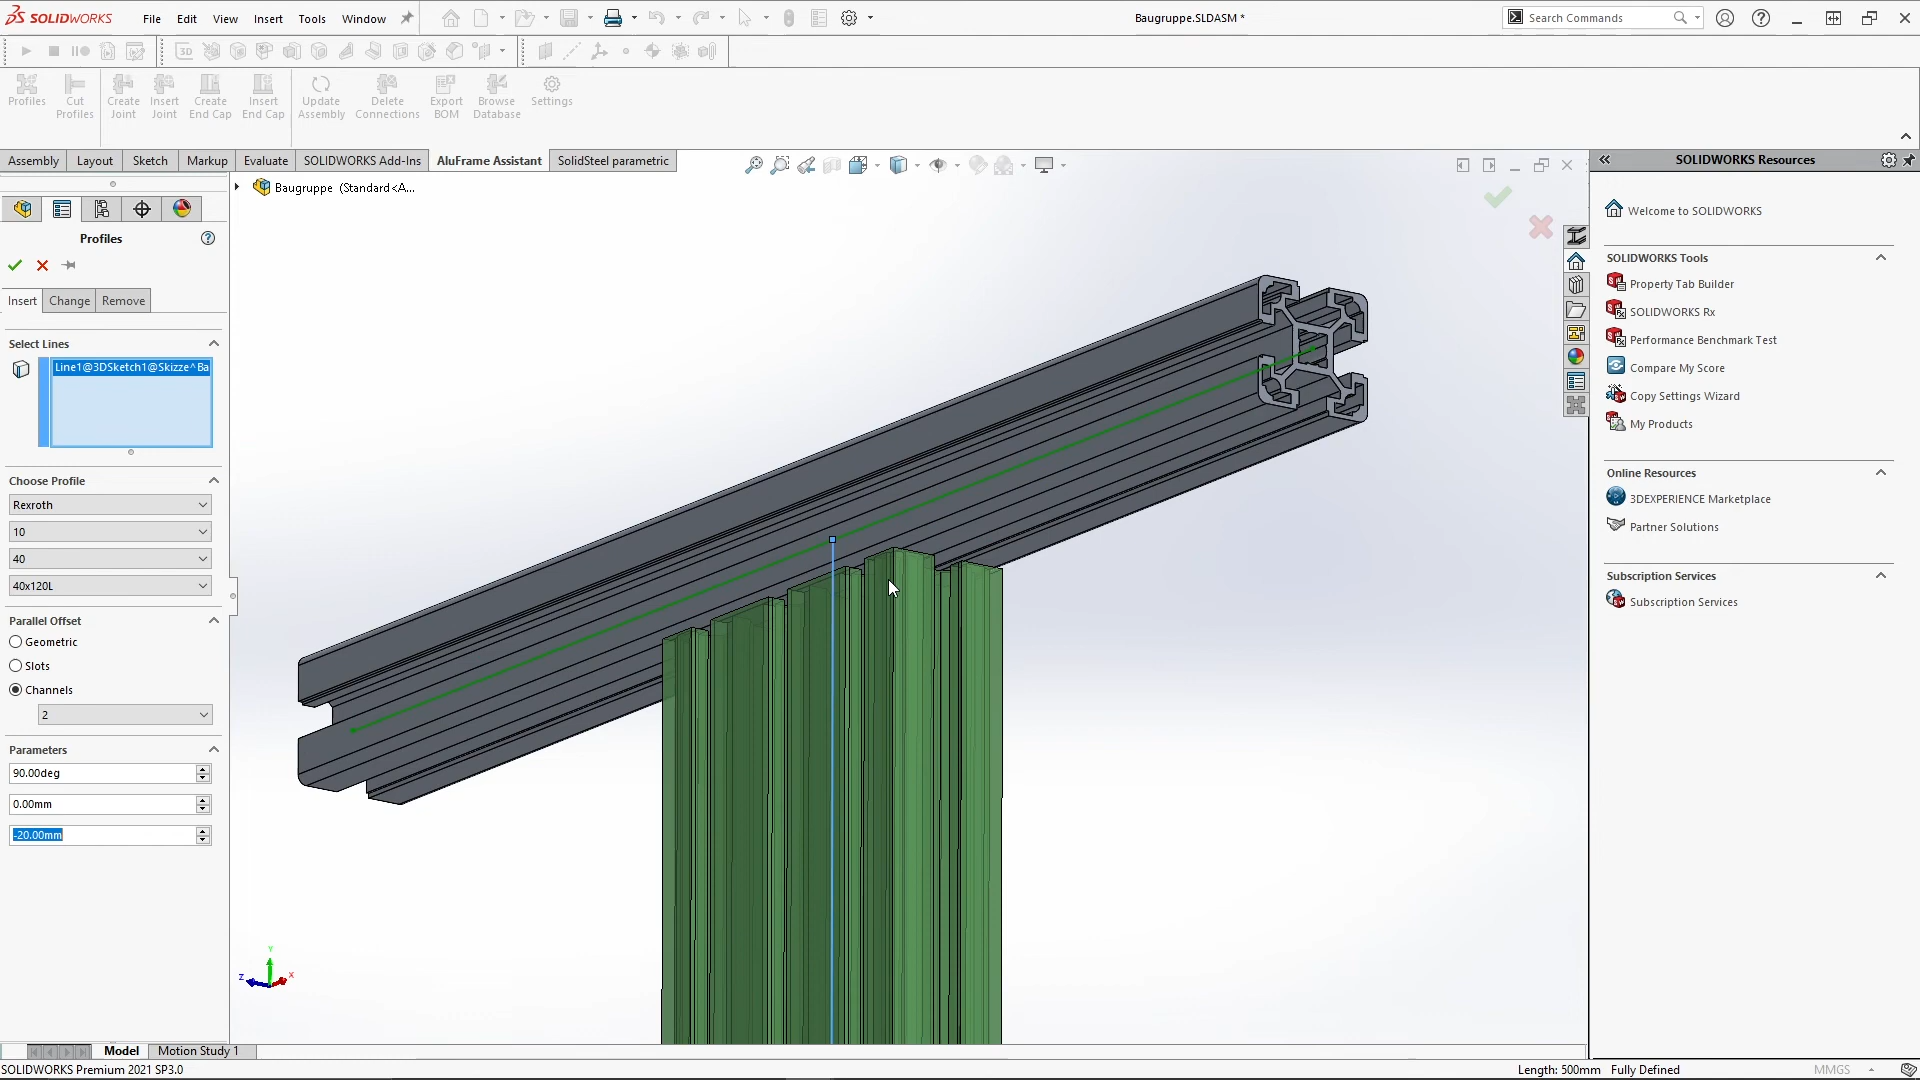 SOLIDWORKS File Edit View Insert Tools Window Baugruppe.SLDASM * Search Commands
3D
Profiles Cut Profiles Create Joint Insert Joint Create End Cap Insert End Cap Update Assembly Delete Connections Export BOM Browse Database Settings
Assembly Layout Sketch Markup Evaluate SOLIDWORKS Add-Ins AluFrame Assistant SolidSteel parametric
Baugruppe (Standard<A...
Profiles
Insert Change Remove
Select Lines
Line1@3DSketch1@Skizze^Ba
Choose Profile
Rexroth
10
40
40x120L
Parallel Offset
Geometric
Slots
Channels
2
Parameters
90.00deg
0.00mm
-20.00mm
Y
Z
X
SOLIDWORKS Resources
Welcome to SOLIDWORKS
SOLIDWORKS Tools
Property Tab Builder
SOLIDWORKS Rx
Performance Benchmark Test
Compare My Score
Copy Settings Wizard
My Products
Online Resources
3DEXPERIENCE Marketplace
Partner Solutions
Subscription Services
Subscription Services
Model Motion Study 1
SOLIDWORKS Premium 2021 SP3.0 Length: 500mm Fully Defined MMGS